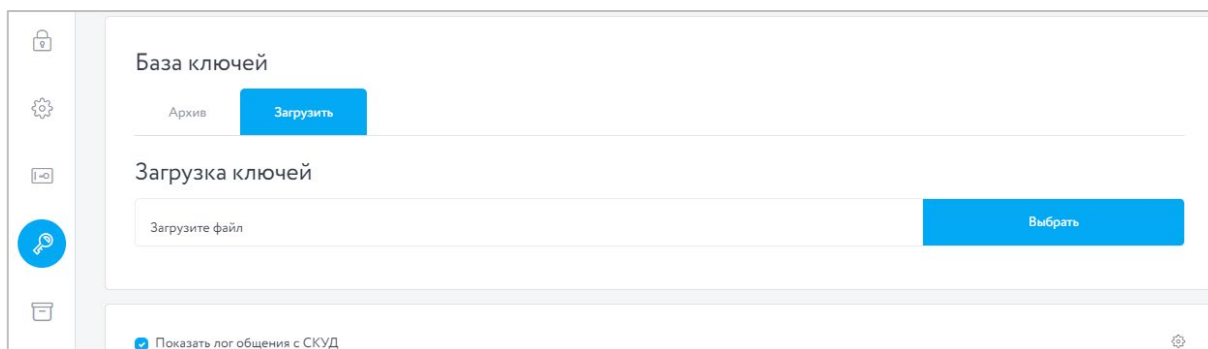 База ключей
Архив
Загрузить
Загрузка ключей
Загрузите файл
Выбрать
Показать лог общения с СКУД